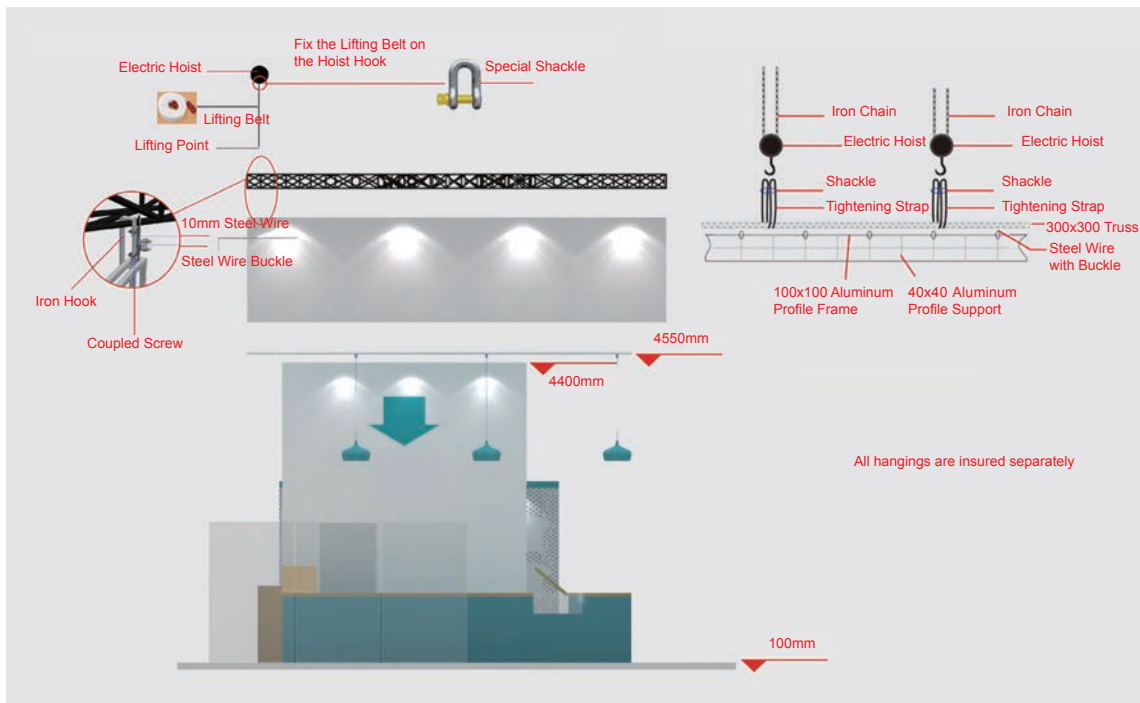 Fix the Lifting Belt on
the Hoist Hook
Electric Hoist
Special Shackle
Lifting Belt
Lifting Point
10mm Steel Wire
Steel Wire Buckle
Iron Hook
Coupled Screw
Iron Chain
Iron Chain
Electric Hoist
Electric Hoist
Shackle
Shackle
Tightening Strap
Tightening Strap
300x300 Truss
Steel Wire
with Buckle
100x100 Aluminum
Profile Frame
40x40 Aluminum
Profile Support
4550mm
4400mm
All hangings are insured separately
100mm